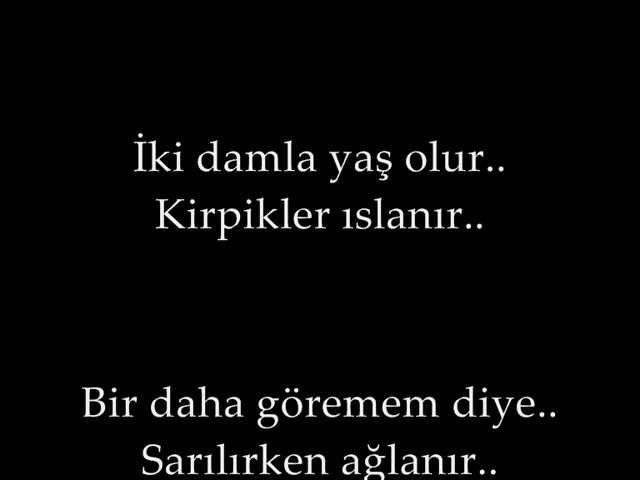 İki damla yaş olur..
Kirpikler ıslanır..
Bir daha göremem diye..
Sarılırken ağlanır..